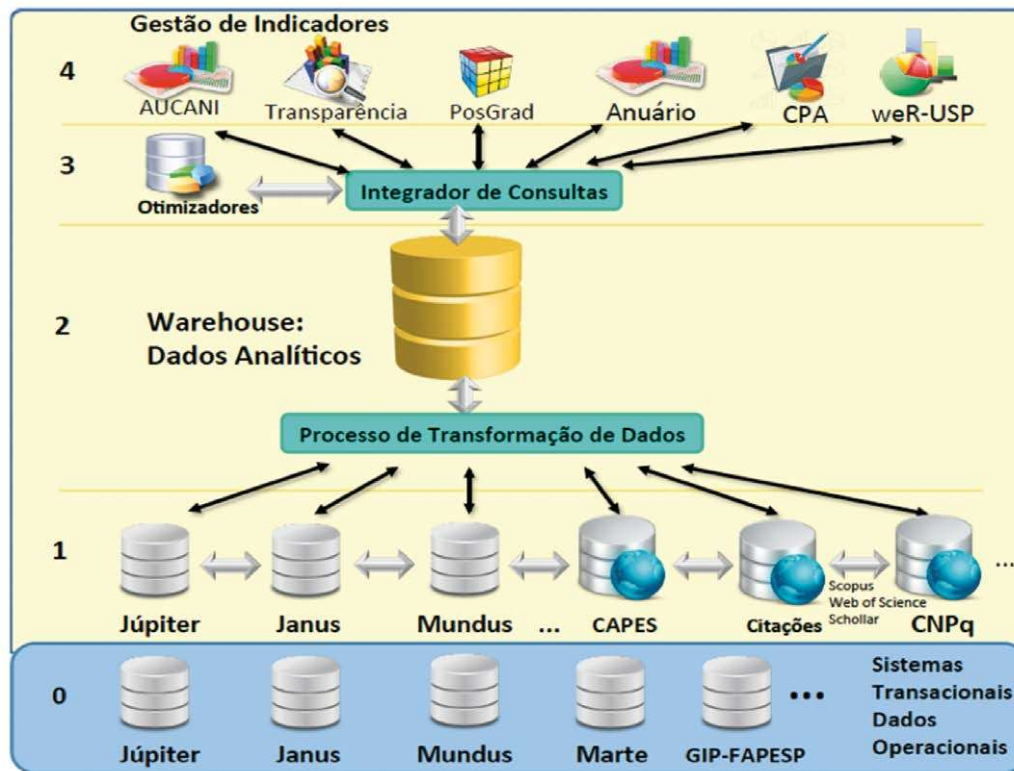 Gestão de Indicadores
4
AUCANI
Transparência
PosGrad
Anuário
CPA
weR-USP
3
Otimizadores
Integrador de Consultas
2
Warehouse:
Dados Analíticos
Processo de Transformação de Dados
1
Júpiter
Janus
Mundus
...
CAPES
Citações
Scopus
Web of Science
Schollar
CNPq
...
0
Júpiter
Janus
Mundus
Marte
GIP-FAPESP
...
Sistemas
Transacionais
Dados
Operacionais